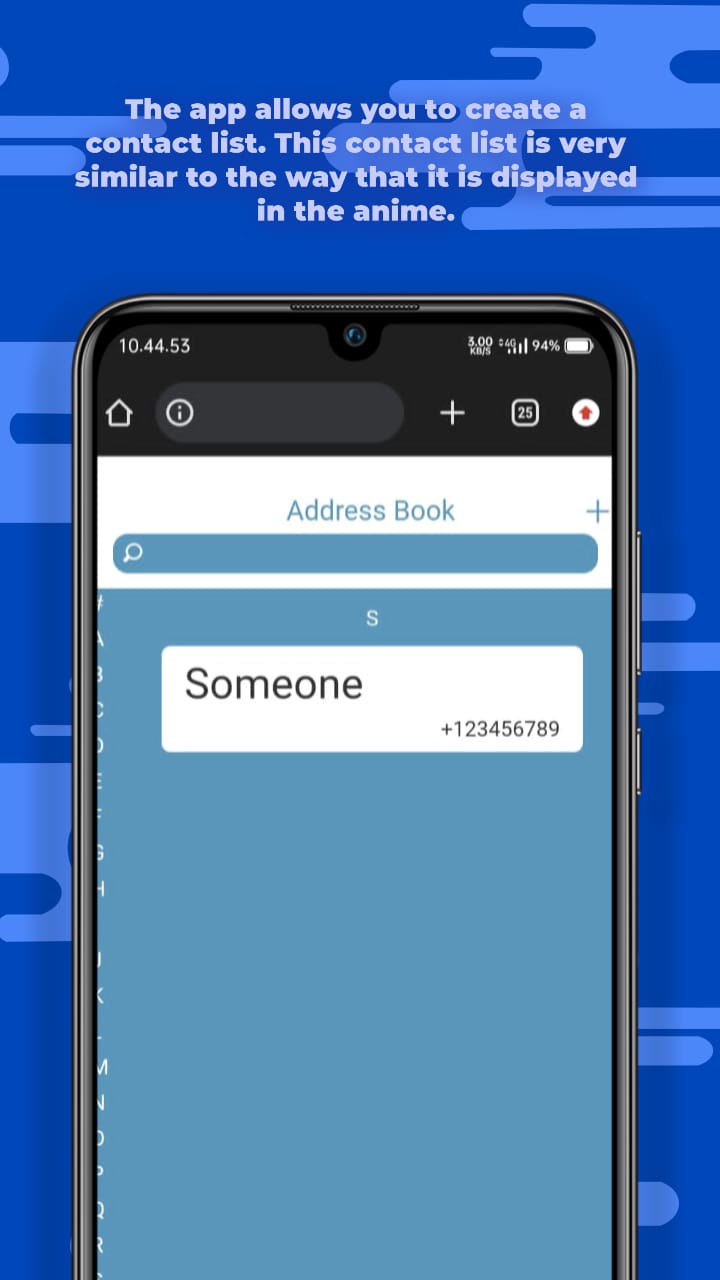 The app allows you to create a
contact list. This contact list is very
similar to the way that it is displayed
in the anime.
10.44.53
3.00 KB/S 4G 94%
25
Address Book
#
A
B
C
D
E
F
G
H
J
K
L
M
N
O
P
Q
R
S
Someone
+123456789